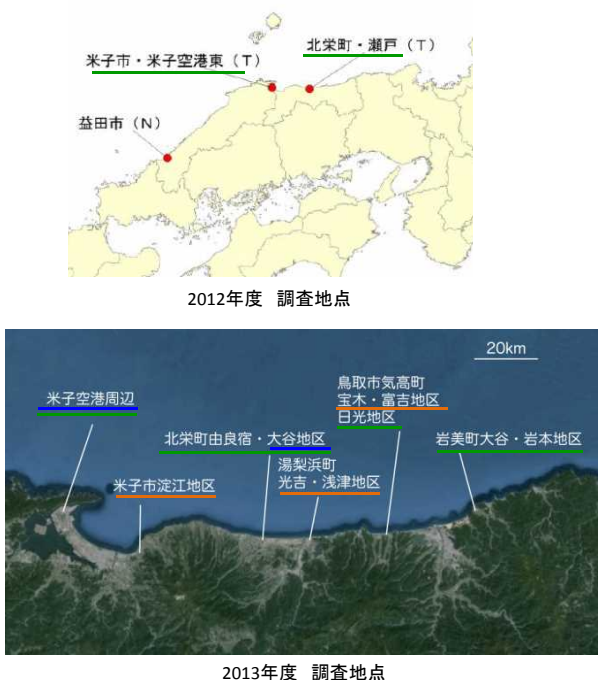 北栄町・瀬戸（T）
米子市・米子空港東（T）
益田市（N）
2012年度　調査地点
20km
鳥取市気高町
宝木・富吉地区
日光地区
米子空港周辺
北栄町由良宿・大谷地区
岩美町大谷・岩本地区
湯梨浜町
光吉・浅津地区
米子市淀江地区
2013年度　調査地点